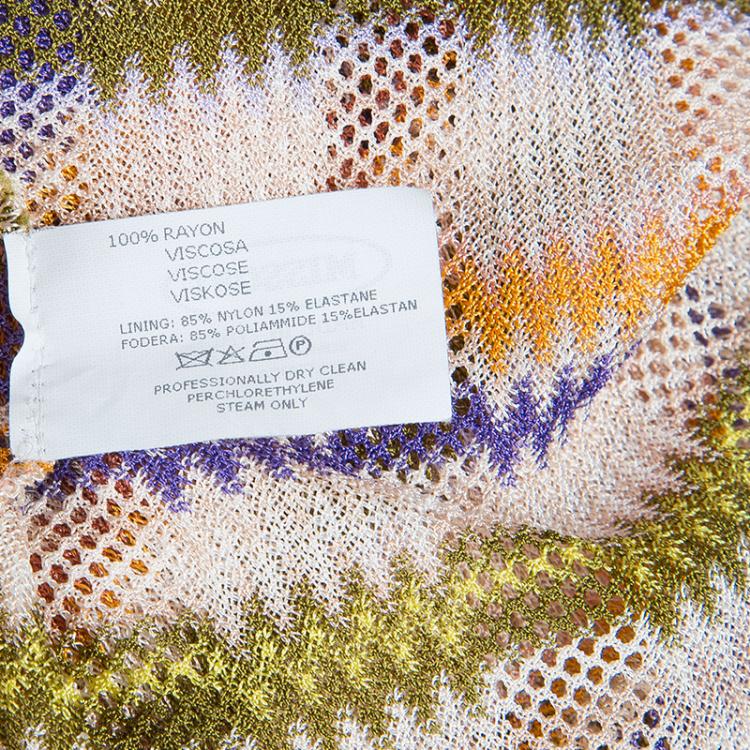 100% RAYON
VISCOSA
VISCOSE
VISKOSE
LINING: 85% NYLON 15% ELASTANE
FODERA: 85% POLIAMMIDE 15%ELASTAN
P
PROFESSIONALLY DRY CLEAN
PERCHLORETHYLENE
STEAM ONLY